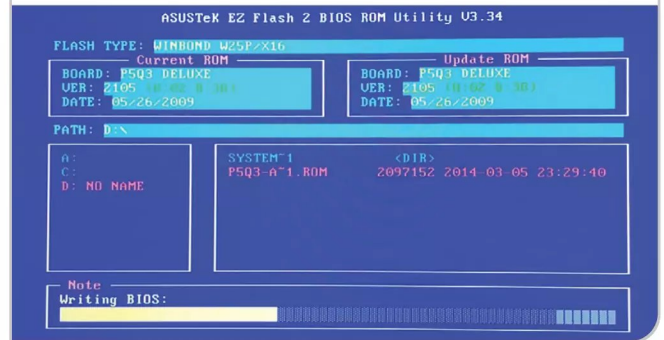 ASUSTeK EZ Flash 2 BIOS ROM Utility V3.34
FLASH TYPE: WINBOND W25P/X16
Current ROM
BOARD: P5Q3 DELUXE
VER: 2105
DATE: 05/26/2009
Update ROM
BOARD: P5Q3 DELUXE
VER: 2105
DATE: 05/26/2009
PATH: D:\
A:
C:
D: NO NAME
SYSTEM~1 <DIR>
P5Q3-A~1.ROM 2097152 2014-03-05 23:29:40
Note
Writing BIOS: